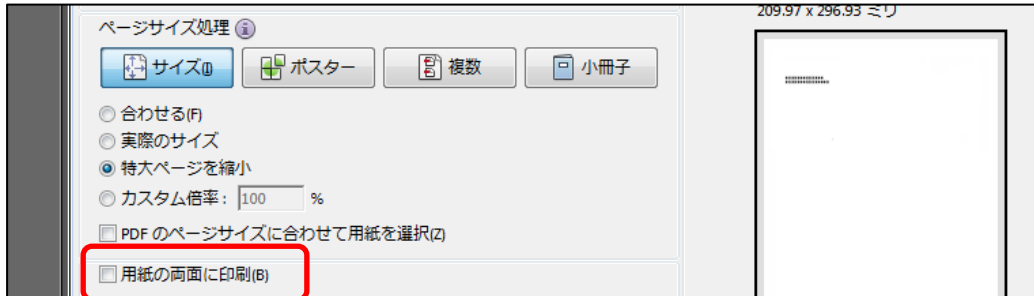 ページサイズ処理
209.97 x 296.93 ミリ
サイズ(I) ポスター 複数 小冊子
合わせる(F)
実際のサイズ
特大ページを縮小
カスタム倍率： 100 %
PDF のページサイズに合わせて用紙を選択(Z)
用紙の両面に印刷(B)